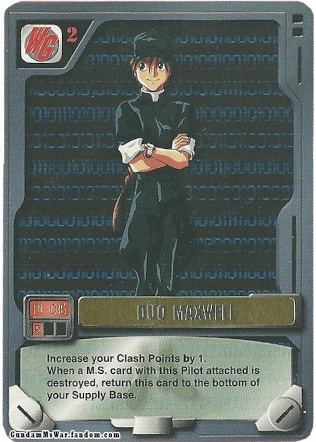 WG 2
DUO MAXWELL
R
Increase your Clash Points by 1.
When a M.S. card with this Pilot attached is
destroyed, return this card to the bottom of
your Supply Base.
GundamMsWar.fandom.com